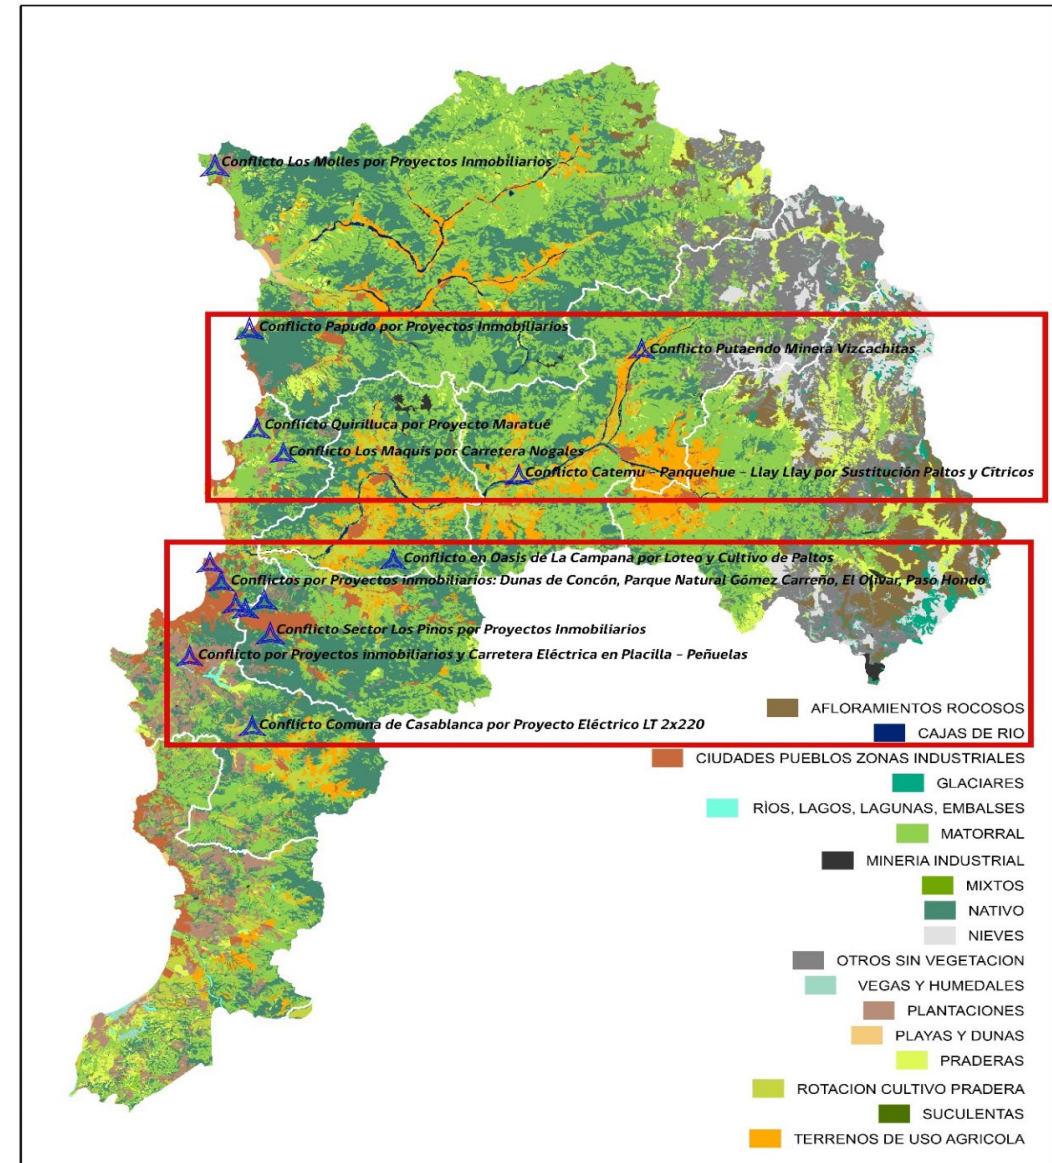 Conflicto Los Molles por Proyectos Inmobiliarios
Conflicto Papudo por Proyectos Inmobiliarios
Conflicto Putaendo Minera Vizcachitas
Conflicto Quirilluca por Proyecto Maratué
Conflicto Los Maquis por Carretera Nogales
Conflicto Catemu – Panquehue – Llay Llay por Sustitución Paltos y Cítricos
Conflicto en Oasis de La Campana por Loteo y Cultivo de Paltos
Conflictos por Proyectos inmobiliarios: Dunas de Concón, Parque Natural Gómez Carreño, El Olivar, Paso Hondo
Conflicto Sector Los Pinos por Proyectos Inmobiliarios
Conflicto por Proyectos inmobiliarios y Carretera Eléctrica en Placilla – Peñuelas
Conflicto Comuna de Casablanca por Proyecto Eléctrico LT 2x220
AFLORAMIENTOS ROCOSOS
CAJAS DE RIO
CIUDADES PUEBLOS ZONAS INDUSTRIALES
GLACIARES
RÌOS, LAGOS, LAGUNAS, EMBALSES
MATORRAL
MINERIA INDUSTRIAL
MIXTOS
NATIVO
NIEVES
OTROS SIN VEGETACION
VEGAS Y HUMEDALES
PLANTACIONES
PLAYAS Y DUNAS
PRADERAS
ROTACION CULTIVO PRADERA
SUCULENTAS
TERRENOS DE USO AGRICOLA